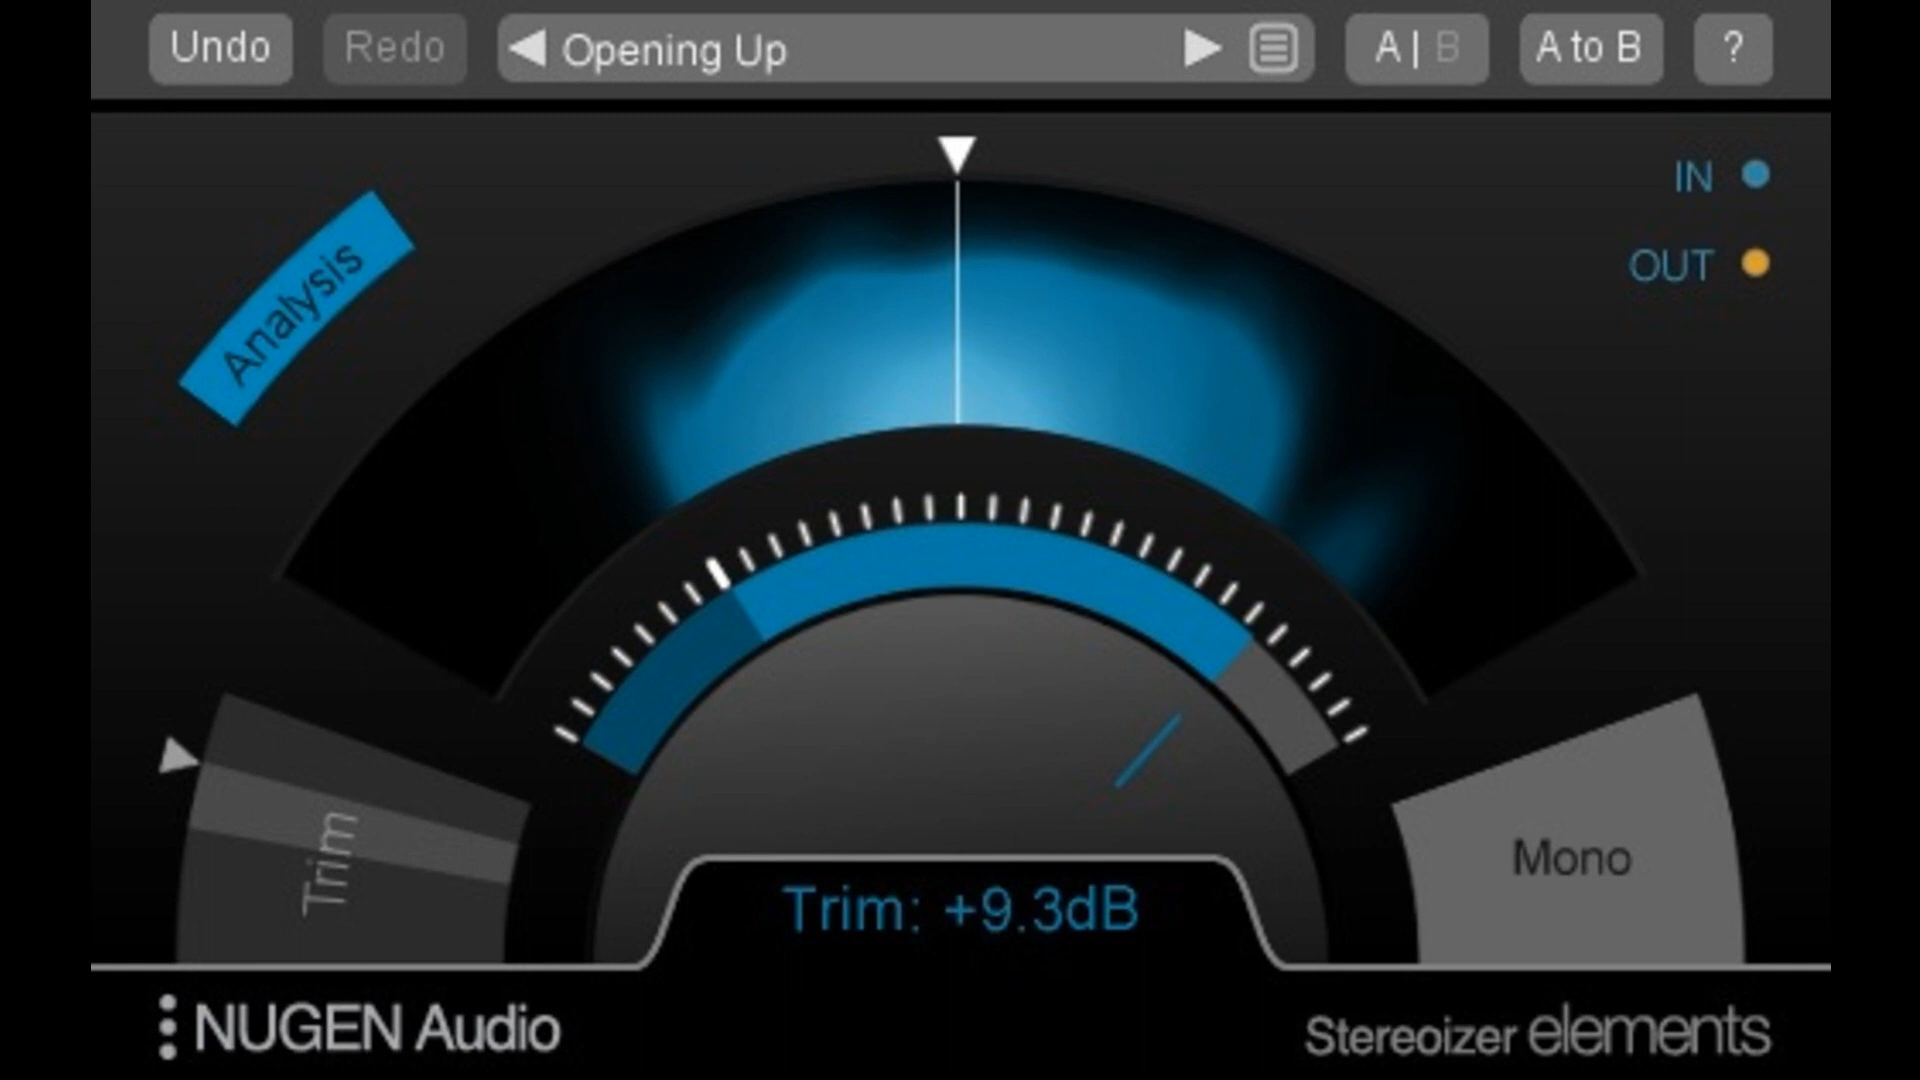 Undo Redo Opening Up A | B A to B ?
Analysis
IN
OUT
Trim
Mono
Trim: +9.3dB
NUGEN Audio
Stereoizer elements